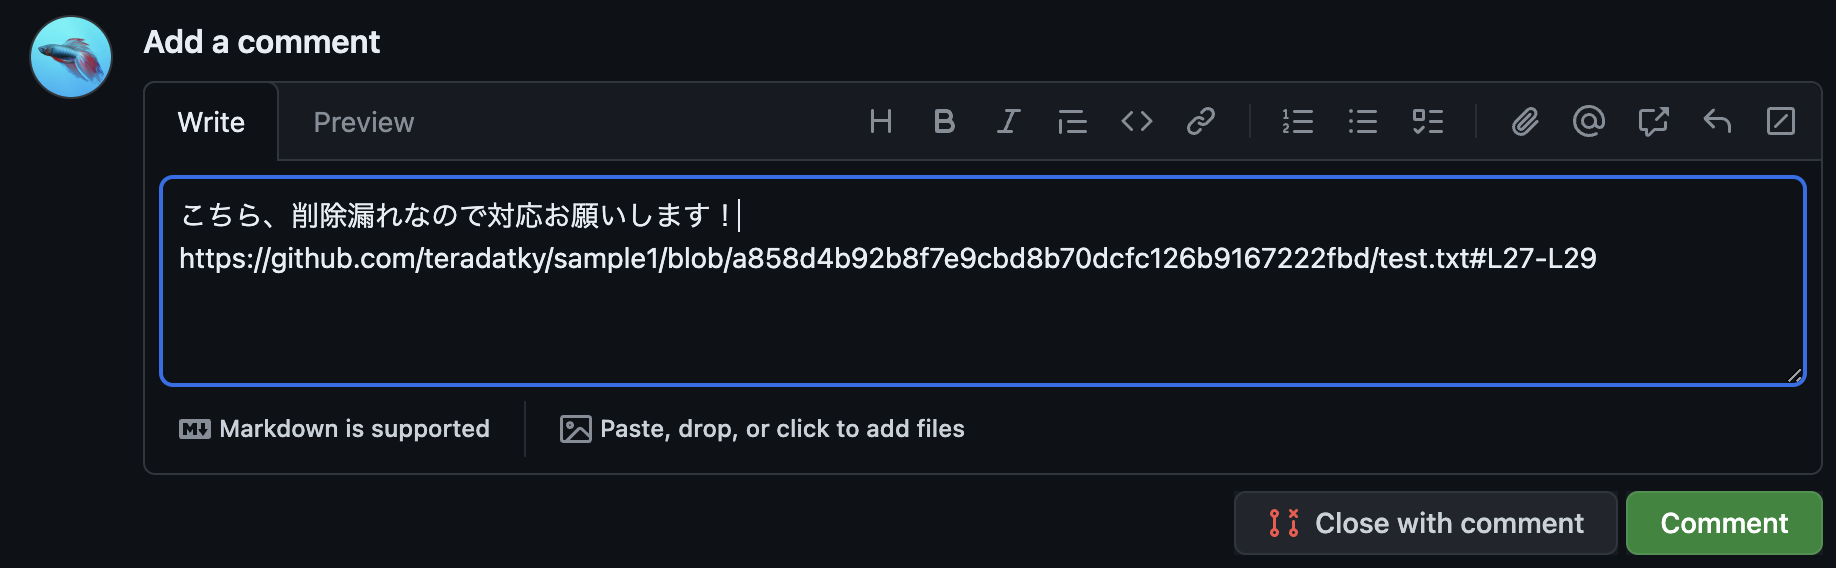 Add a comment
Write
Preview
こちら、削除漏れなので対応お願いします！
https://github.com/teradatky/sample1/blob/a858d4b92b8f7e9cbd8b70dcfc126b9167222fbd/test.txt#L27-L29
Markdown is supported
Paste, drop, or click to add files
Close with comment
Comment